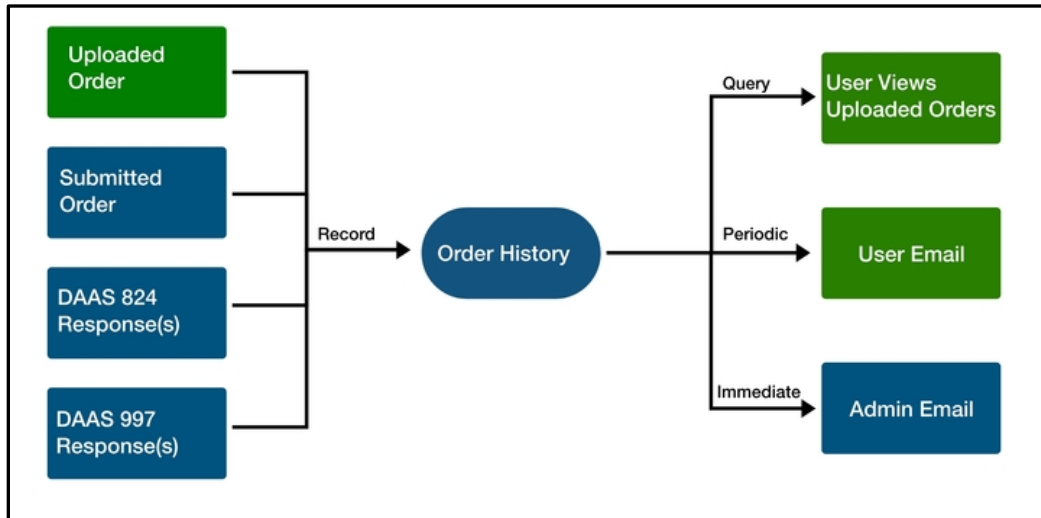 Uploaded
Order
Submitted
Order
DAAS 824
Response(s)
DAAS 997
Response(s)
Record
Order History
Query
User Views
Uploaded Orders
Periodic
User Email
Immediate
Admin Email